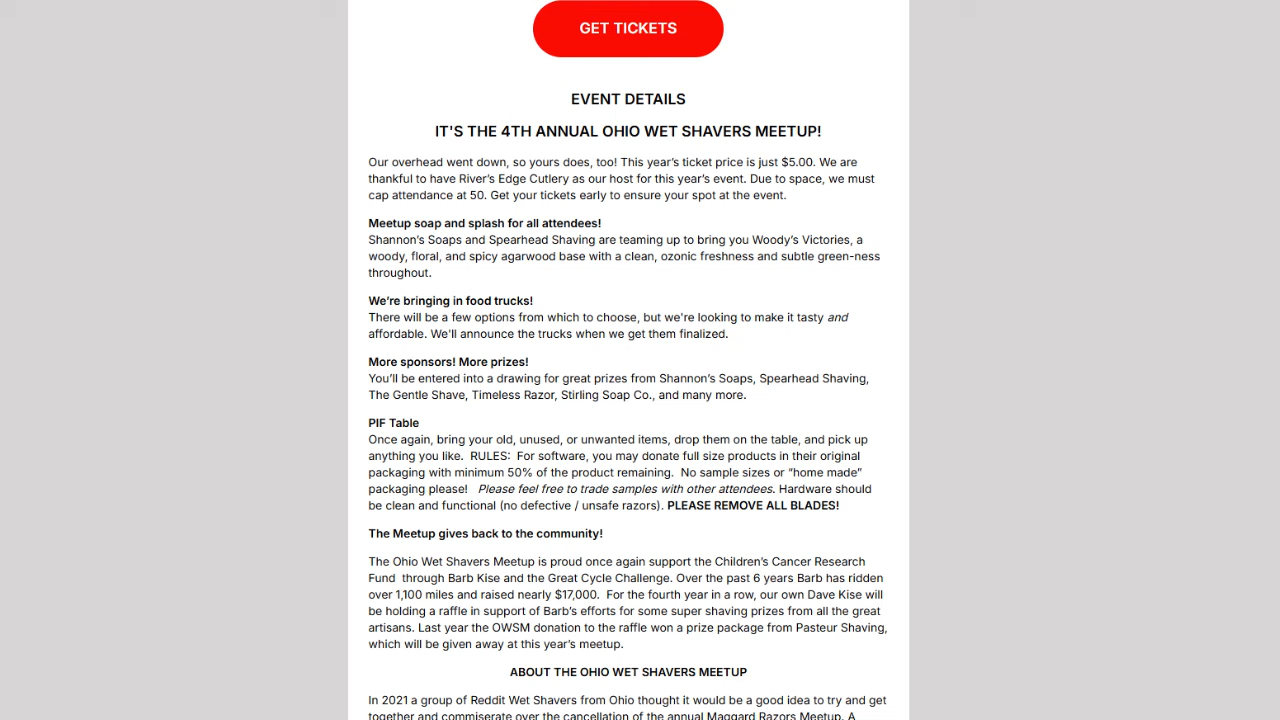 GET TICKETS
EVENT DETAILS
IT'S THE 4TH ANNUAL OHIO WET SHAVERS MEETUP!
Our overhead went down, so yours does, too! This year’s ticket price is just $5.00. We are
thankful to have River’s Edge Cutlery as our host for this year’s event. Due to space, we must
cap attendance at 50. Get your tickets early to ensure your spot at the event.
Meetup soap and splash for all attendees!
Shannon’s Soaps and Spearhead Shaving are teaming up to bring you Woody’s Victories, a
woody, floral, and spicy agarwood base with a clean, ozonic freshness and subtle green-ness
throughout.
We’re bringing in food trucks!
There will be a few options from which to choose, but we're looking to make it tasty and
affordable. We'll announce the trucks when we get them finalized.
More sponsors! More prizes!
You’ll be entered into a drawing for great prizes from Shannon’s Soaps, Spearhead Shaving,
The Gentle Shave, Timeless Razor, Stirling Soap Co., and many more.
PIF Table
Once again, bring your old, unused, or unwanted items, drop them on the table, and pick up
anything you like.  RULES:  For software, you may donate full size products in their original
packaging with minimum 50% of the product remaining.  No sample sizes or “home made”
packaging please!   Please feel free to trade samples with other attendees. Hardware should
be clean and functional (no defective / unsafe razors). PLEASE REMOVE ALL BLADES!
The Meetup gives back to the community!
The Ohio Wet Shavers Meetup is proud once again support the Children’s Cancer Research
Fund  through Barb Kise and the Great Cycle Challenge. Over the past 6 years Barb has ridden
over 1,100 miles and raised nearly $17,000.  For the fourth year in a row, our own Dave Kise will
be holding a raffle in support of Barb’s efforts for some super shaving prizes from all the great
artisans. Last year the OWSM donation to the raffle won a prize package from Pasteur Shaving,
which will be given away at this year’s meetup.
ABOUT THE OHIO WET SHAVERS MEETUP
In 2021 a group of Reddit Wet Shavers from Ohio thought it would be a good idea to try and get
together and commiserate over the cancellation of the annual Maggard Razors Meetup. A